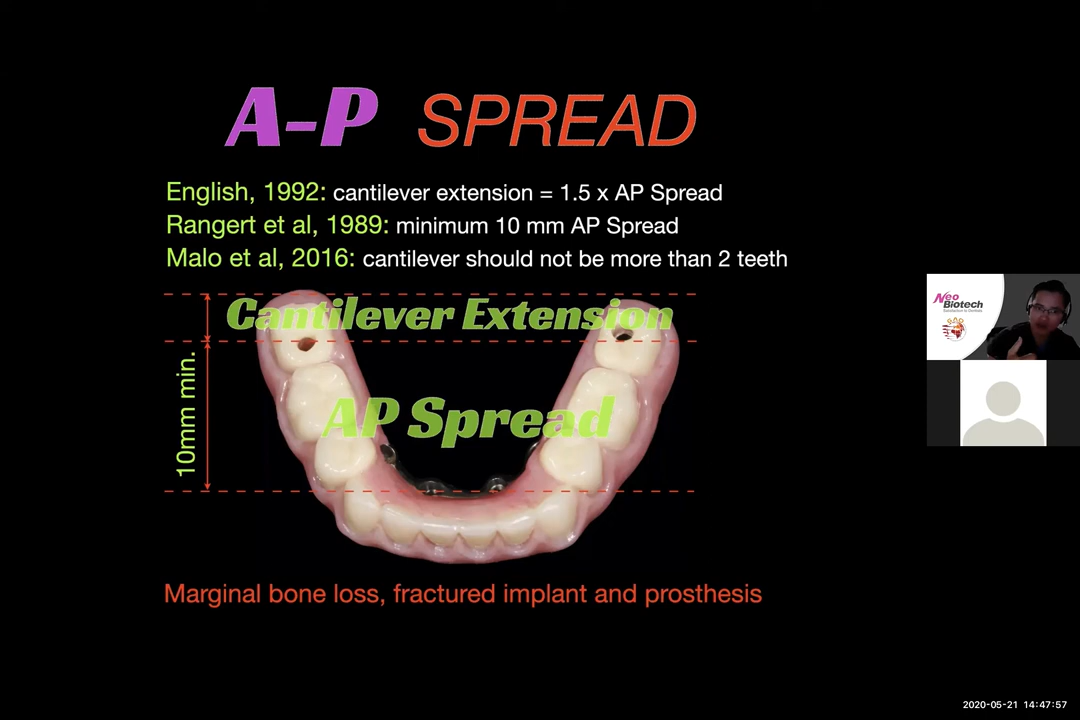 A-P SPREAD
English, 1992: cantilever extension = 1.5 x AP Spread
Rangert et al, 1989: minimum 10 mm AP Spread
Malo et al, 2016: cantilever should not be more than 2 teeth
Cantilever Extension
10mm min.
AP Spread
Marginal bone loss, fractured implant and prosthesis
Neo
Biotech
2020-05-21 14:47:57